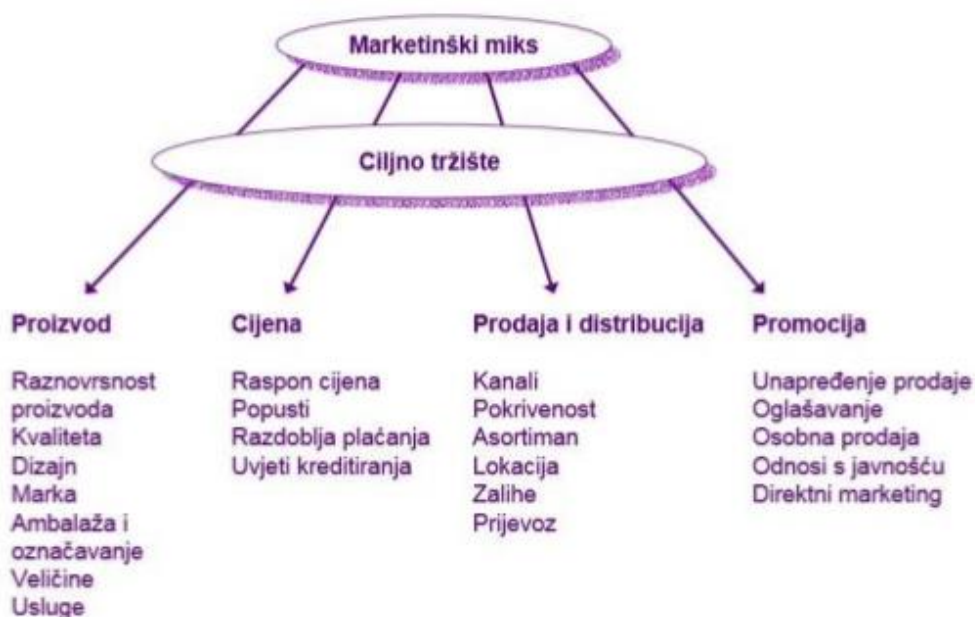 Marketinški miks
Ciljno tržište
Proizvod
Raznovrsnost
proizvoda
Kvaliteta
Dizajn
Marka
Ambalaža i
označavanje
Veličine
Usluge
Cijena
Raspon cijena
Popusti
Razdoblja plaćanja
Uvjeti kreditiranja
Prodaja i distribucija
Kanali
Pokrivenost
Asortiman
Lokacija
Zalihe
Prijevoz
Promocija
Unapređenje prodaje
Oglašavanje
Osobna prodaja
Odnosi s javnošću
Direktni marketing